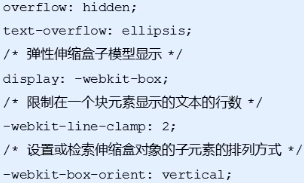 overflow: hidden;
text-overflow: ellipsis;
/* 弹性伸缩盒子模型显示 */
display: -webkit-box;
/* 限制在一个块元素显示的文本的行数 */
-webkit-line-clamp: 2;
/* 设置或检索伸缩盒对象的子元素的排列方式 */
-webkit-box-orient: vertical;